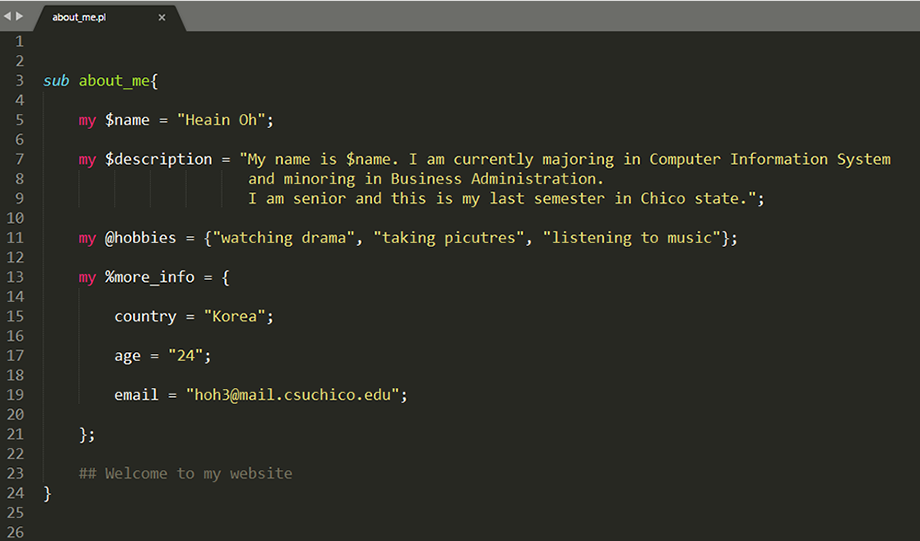 about_me.pl
1
2
3 sub about_me{
4
5 my $name = "Heain Oh";
6
7 my $description = "My name is $name. I am currently majoring in Computer Information System
8 and minoring in Business Administration.
9 I am senior and this is my last semester in Chico state.";
10
11 my @hobbies = {"watching drama", "taking picutres", "listening to music"};
12
13 my %more_info = {
14
15 country = "Korea";
16
17 age = "24";
18
19 email = "hoh3@mail.csuchico.edu";
20
21 };
22
23 ## Welcome to my website
24 }
25
26